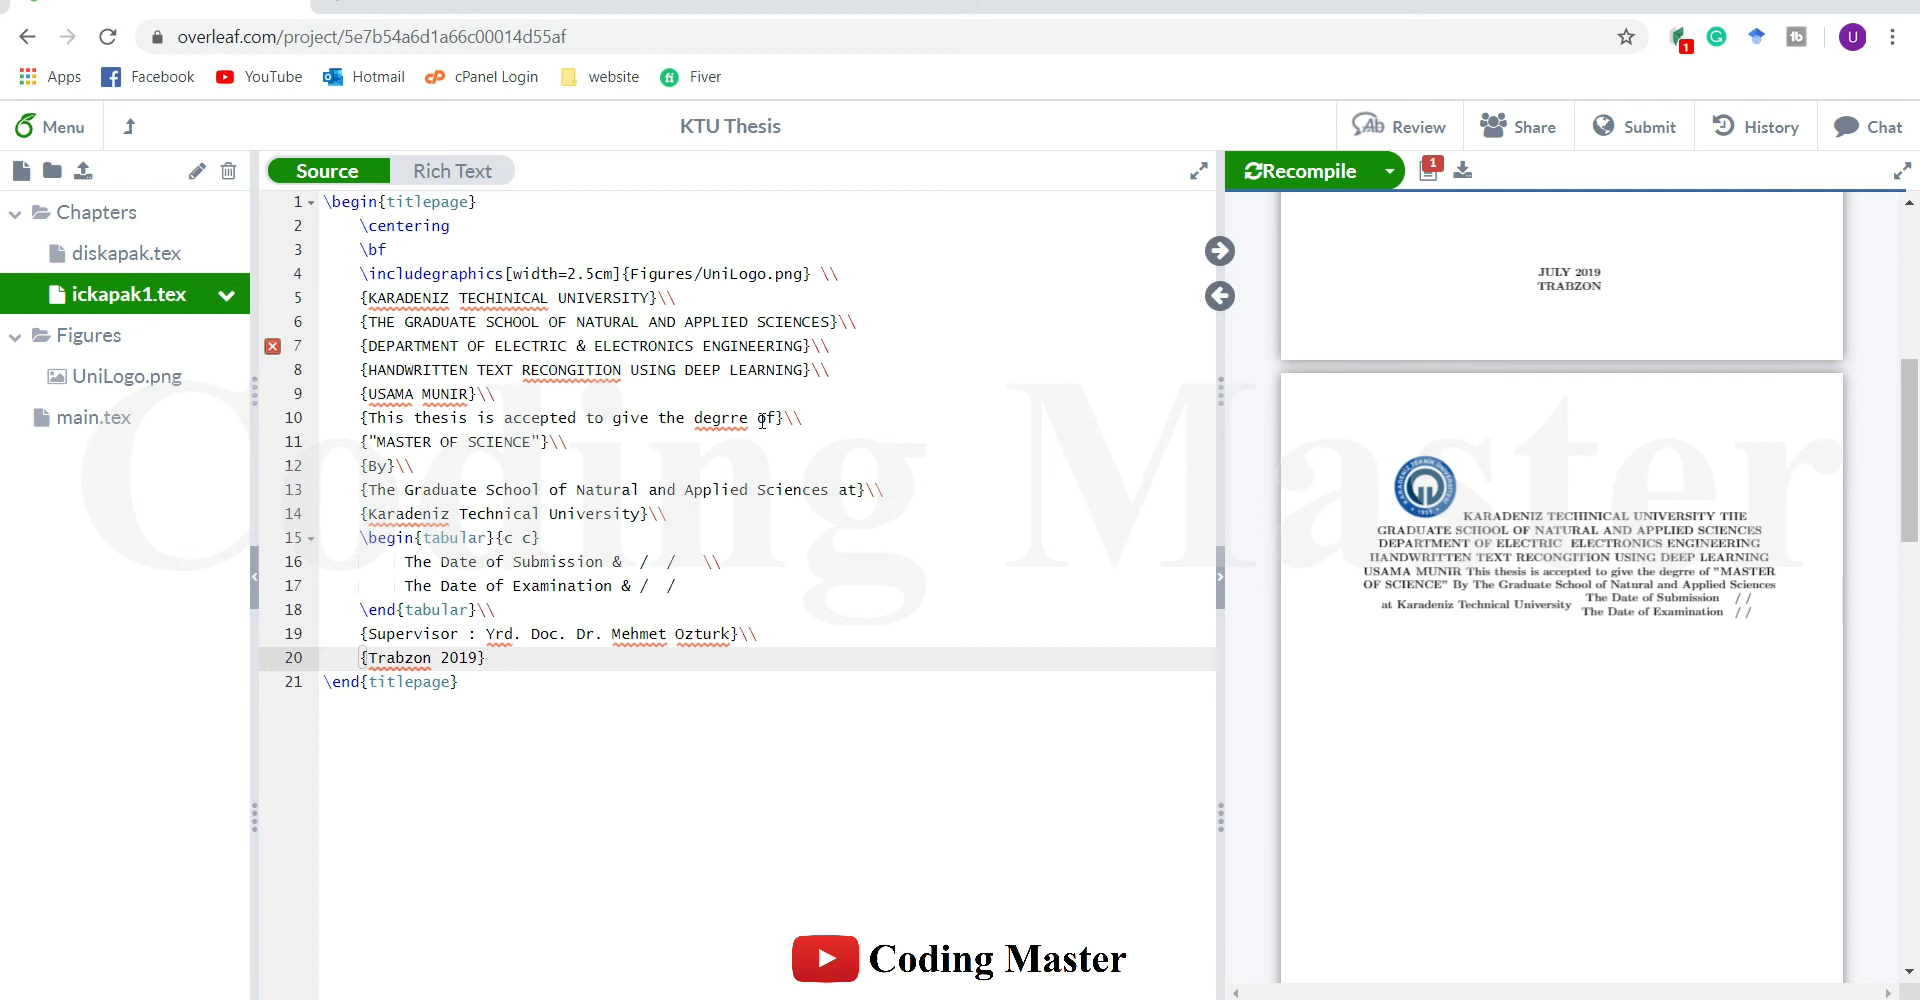 overleaf.com/project/5e7b54a6d1a66c00014d55af
1
U
Apps Facebook YouTube Hotmail cPanel Login website Fiver
Menu KTU Thesis Review Share Submit History Chat
Source Rich Text Recompile 1
Chapters
diskapak.tex
ickapak1.tex
Figures
UniLogo.png
main.tex
1 \begin{titlepage}
2 \centering
3 \bf
4 \includegraphics[width=2.5cm]{Figures/UniLogo.png} \\
5 {KARADENIZ TECHINICAL UNIVERSITY}\\
6 {THE GRADUATE SCHOOL OF NATURAL AND APPLIED SCIENCES}\\
7 {DEPARTMENT OF ELECTRIC & ELECTRONICS ENGINEERING}\\
8 {HANDWRITTEN TEXT RECONGITION USING DEEP LEARNING}\\
9 {USAMA MUNIR}\\
10 {This thesis is accepted to give the degrre of}\\
11 {"MASTER OF SCIENCE"}\\
12 {By}\\
13 {The Graduate School of Natural and Applied Sciences at}\\
14 {Karadeniz Technical University}\\
15 \begin{tabular}{c c}
16 The Date of Submission & / / \\
17 The Date of Examination & / /
18 \end{tabular}\\
19 {Supervisor : Yrd. Doc. Dr. Mehmet Ozturk}\\
20 {Trabzon 2019}
21 \end{titlepage}
JULY 2019
TRABZON
KARADENIZ TECHINICAL UNIVERSITY THE
GRADUATE SCHOOL OF NATURAL AND APPLIED SCIENCES
DEPARTMENT OF ELECTRIC ELECTRONICS ENGINEERING
HANDWRITTEN TEXT RECONGITION USING DEEP LEARNING
USAMA MUNIR This thesis is accepted to give the degrre of "MASTER
OF SCIENCE" By The Graduate School of Natural and Applied Sciences
at Karadeniz Technical University The Date of Submission / /
The Date of Examination / /
Coding Master
Coding Master